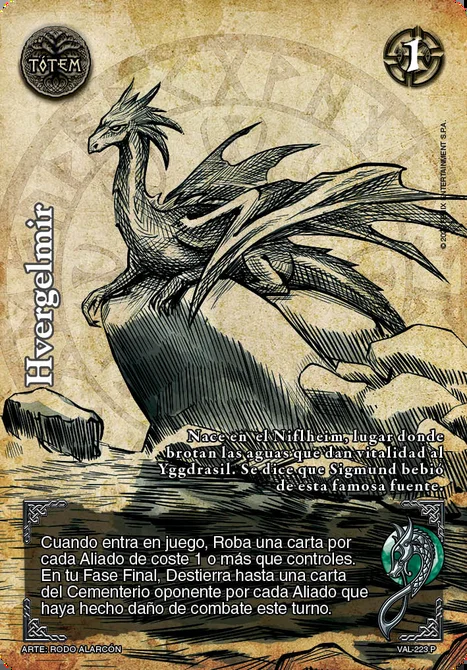 TÓTEM
1
Hvergelmir
ENTERTAINMENT S.P.A.
Nace en el Niflheim, lugar donde
brotan las aguas que dan vitalidad al
Yggdrasil. Se dice que Sigmund bebió
de esta famosa fuente.
Cuando entra en juego, Roba una carta por
cada Aliado de coste 1 o más que controles.
En tu Fase Final, Destierra hasta una carta
del Cementerio oponente por cada Aliado que
haya hecho daño de combate este turno.
ARTE: RODO ALARCÓN
VAL-223 P